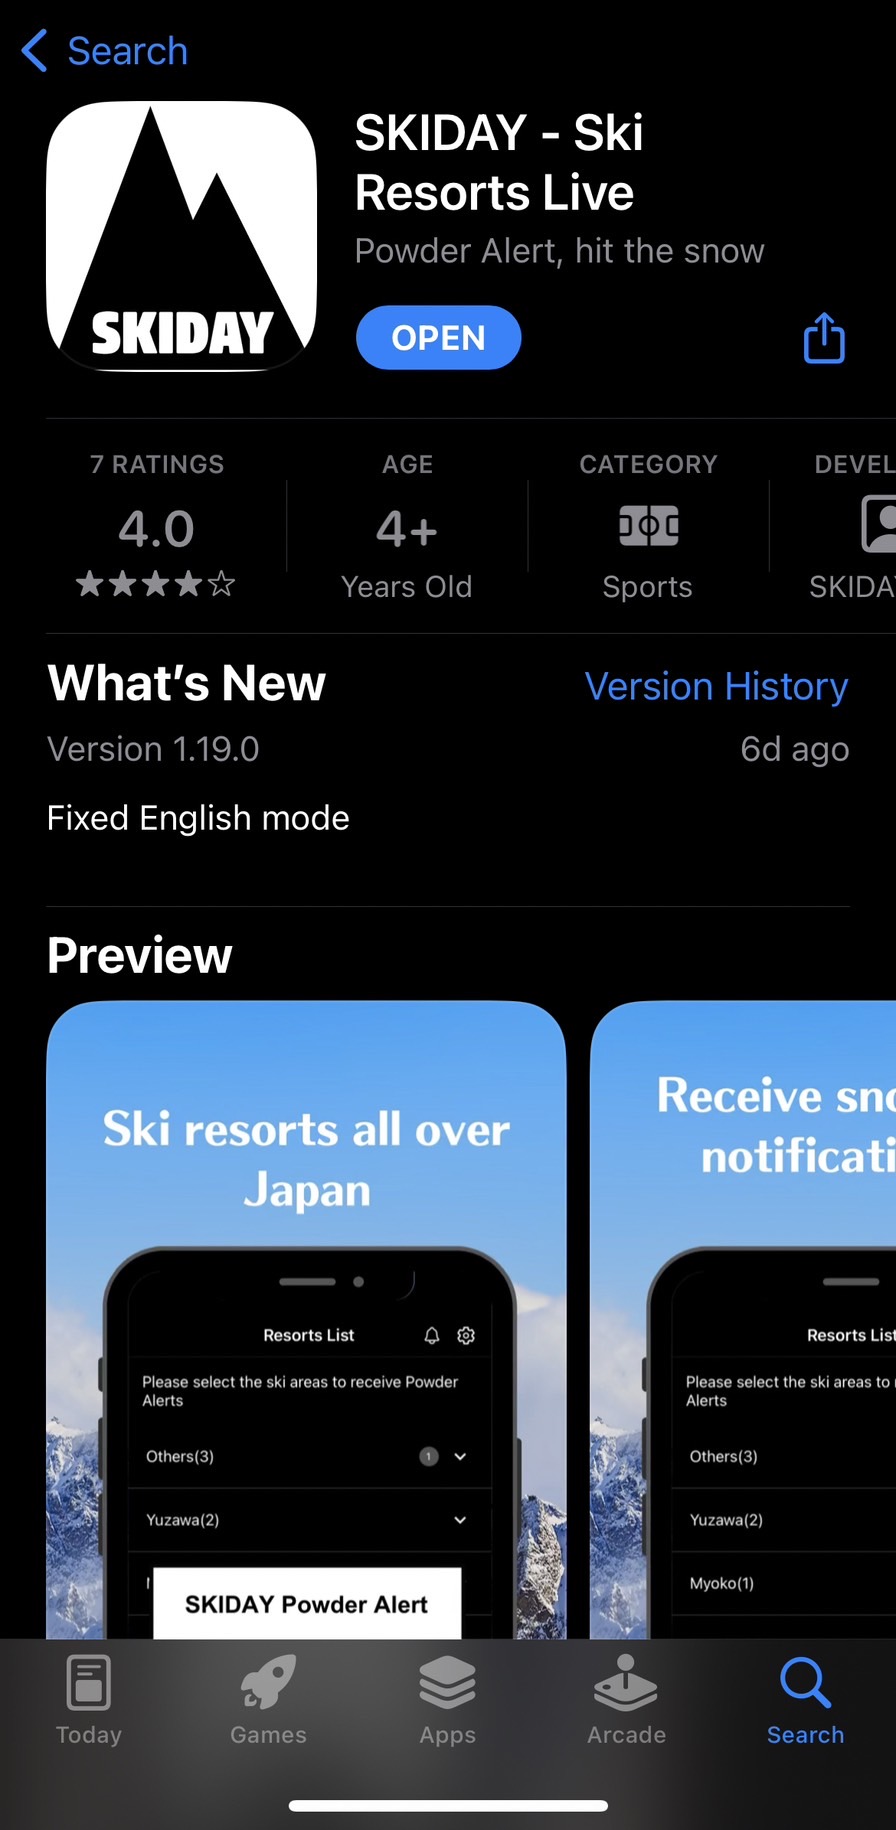 Search
SKIDAY
SKIDAY - Ski
Resorts Live
Powder Alert, hit the snow
OPEN
7 RATINGS
4.0
AGE
4+
Years Old
CATEGORY
Sports
DEVEL
SKIDA
What's New
Version History
Version 1.19.0
6d ago
Fixed English mode
Preview
Ski resorts all over
Japan
Resorts List
Please select the ski areas to receive Powder
Alerts
Others(3)
1
Yuzawa(2)
SKIDAY Powder Alert
Receive sno
notificati
Resorts List
Please select the ski areas to
Alerts
Others(3)
Yuzawa(2)
Myoko(1)
Today
Games
Apps
Arcade
Search